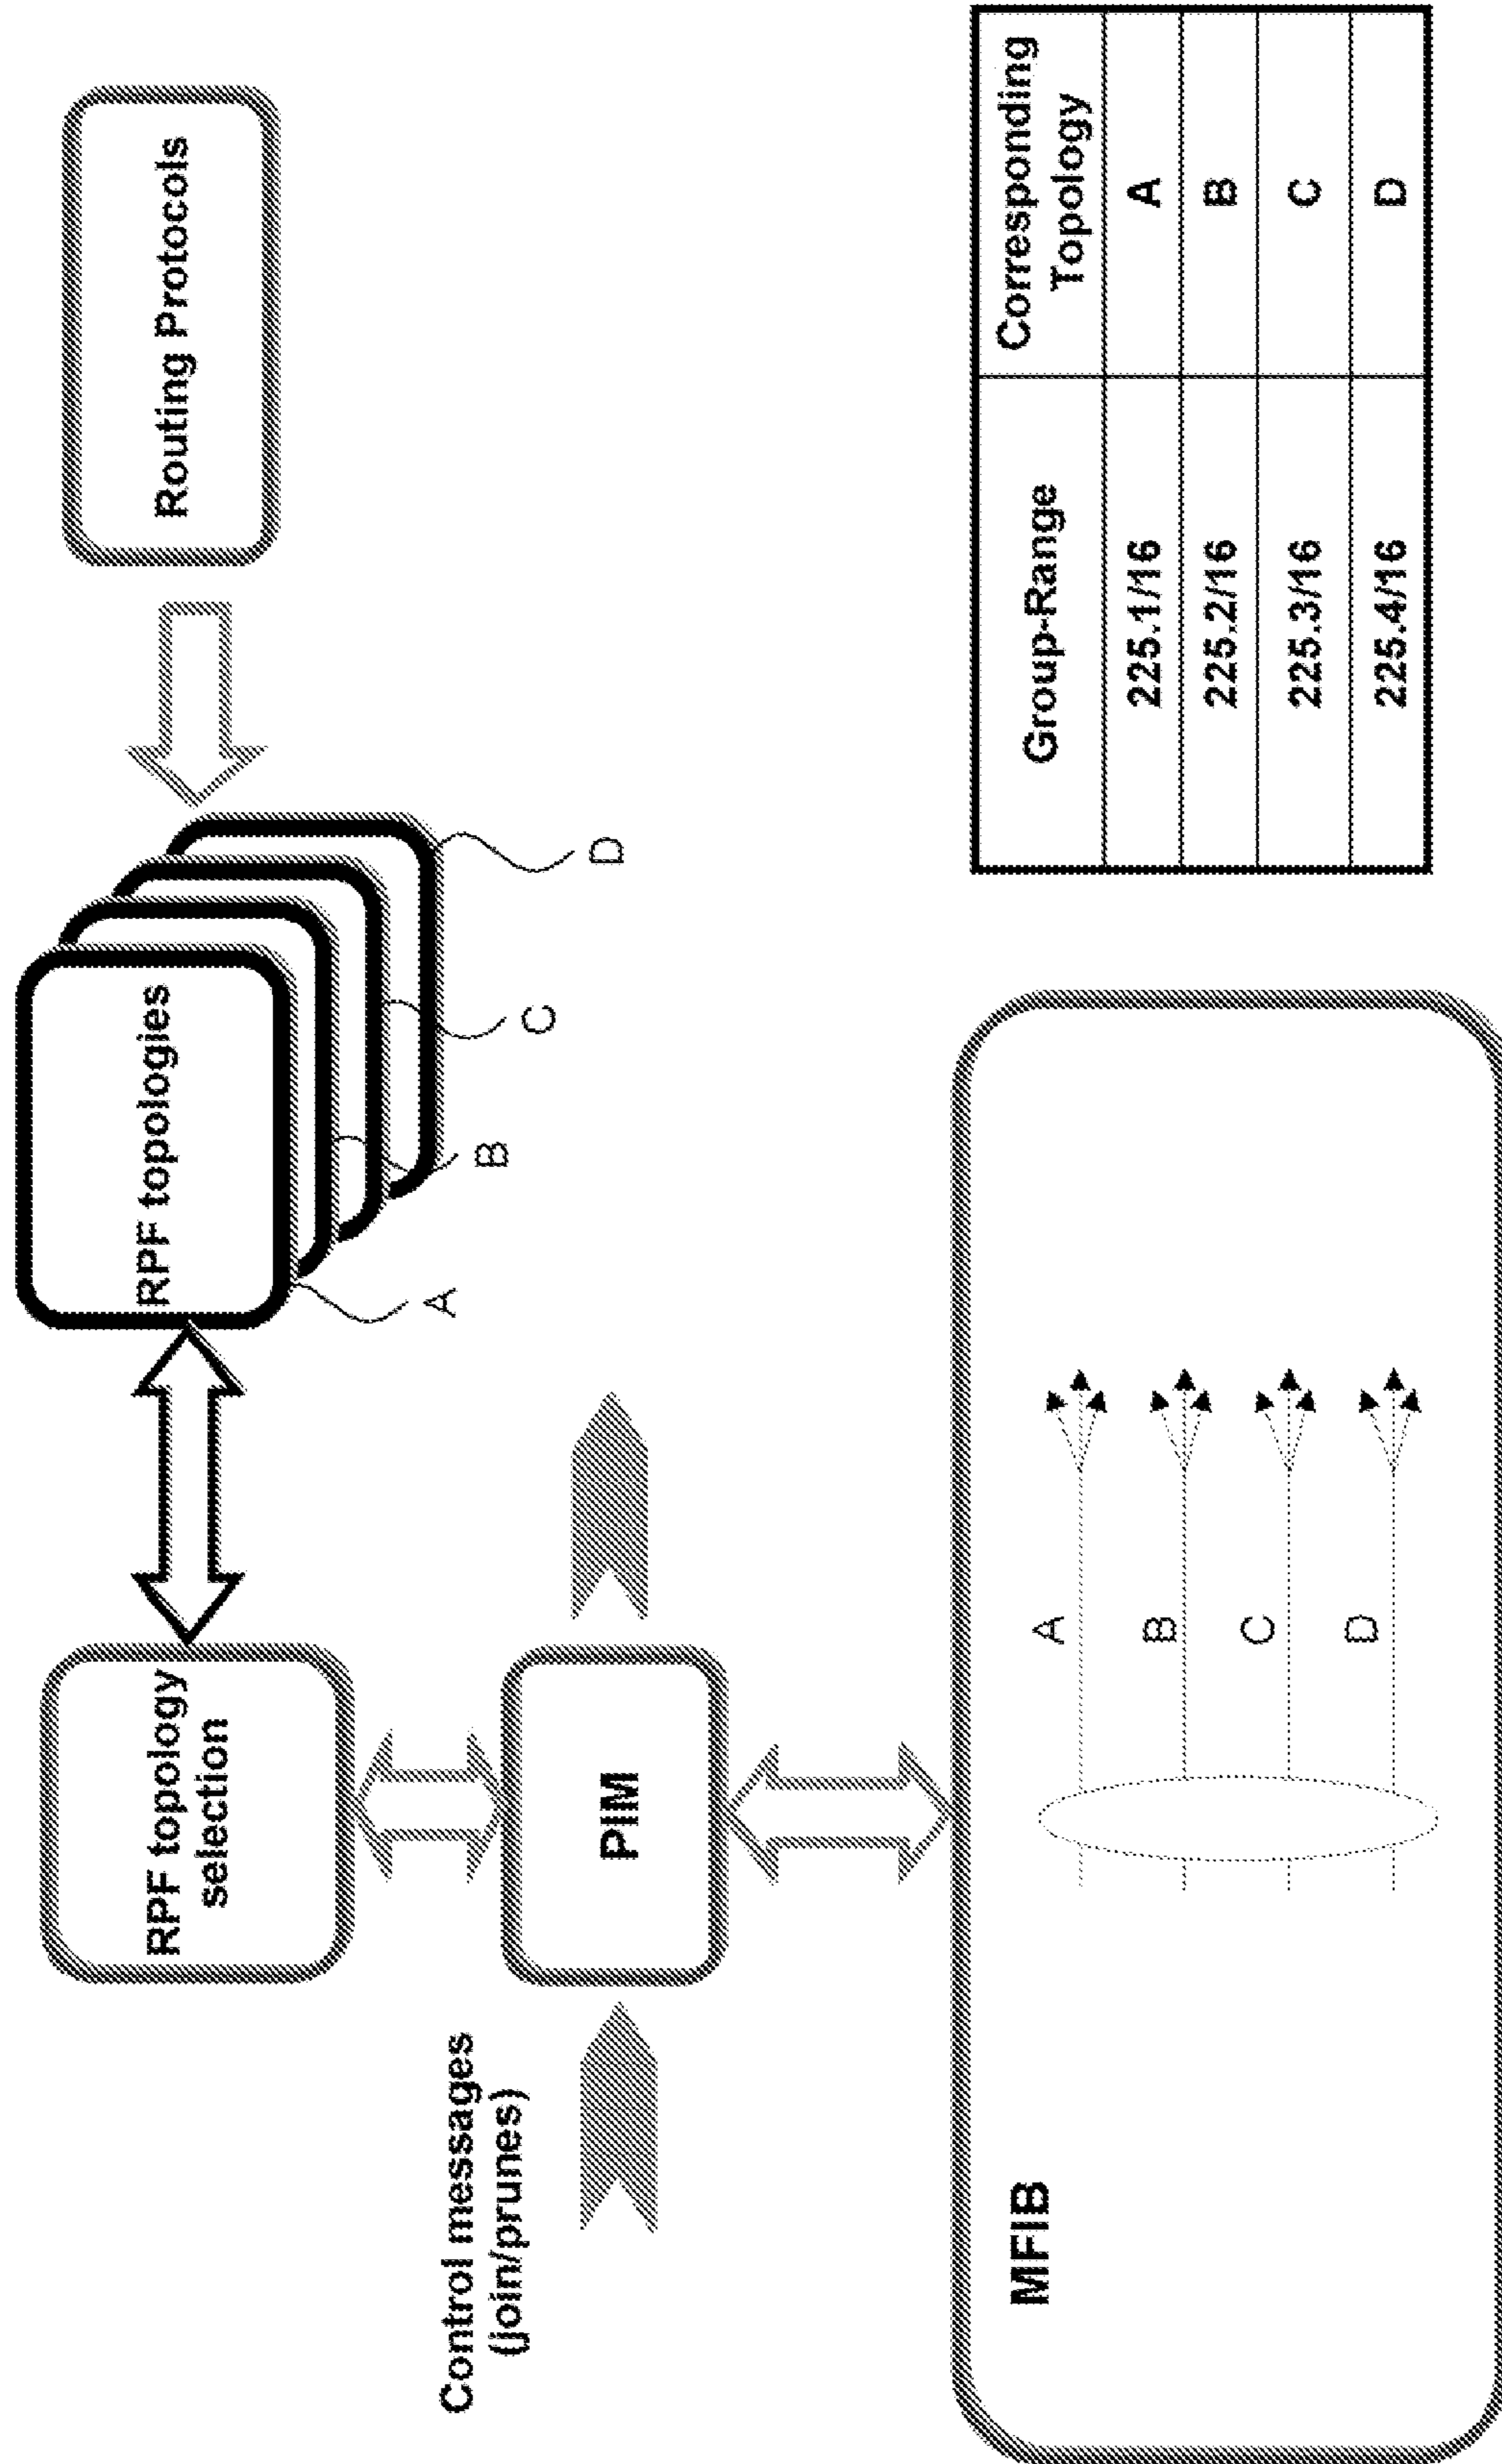 RPF topology
selection
RPF topologies
Routing Protocols
A
B
C
D
Control messages
(join/prunes)
PIM
MFIB
A
B
C
D
Group-Range
Corresponding
Topology
225.1/16
A
225.2/16
B
225.3/16
C
225.4/16
D